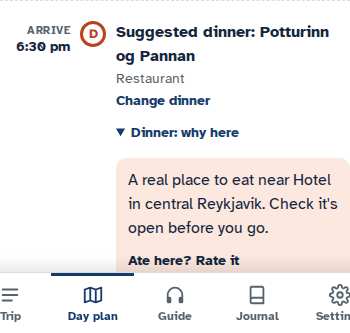 ARRIVE
6:30 pm
D
Suggested dinner: Potturinn
og Pannan
Restaurant
Change dinner
▼ Dinner: why here
A real place to eat near Hotel
in central Reykjavik. Check it's
open before you go.
Ate here? Rate it
Trip
Day plan
Guide
Journal
Settin